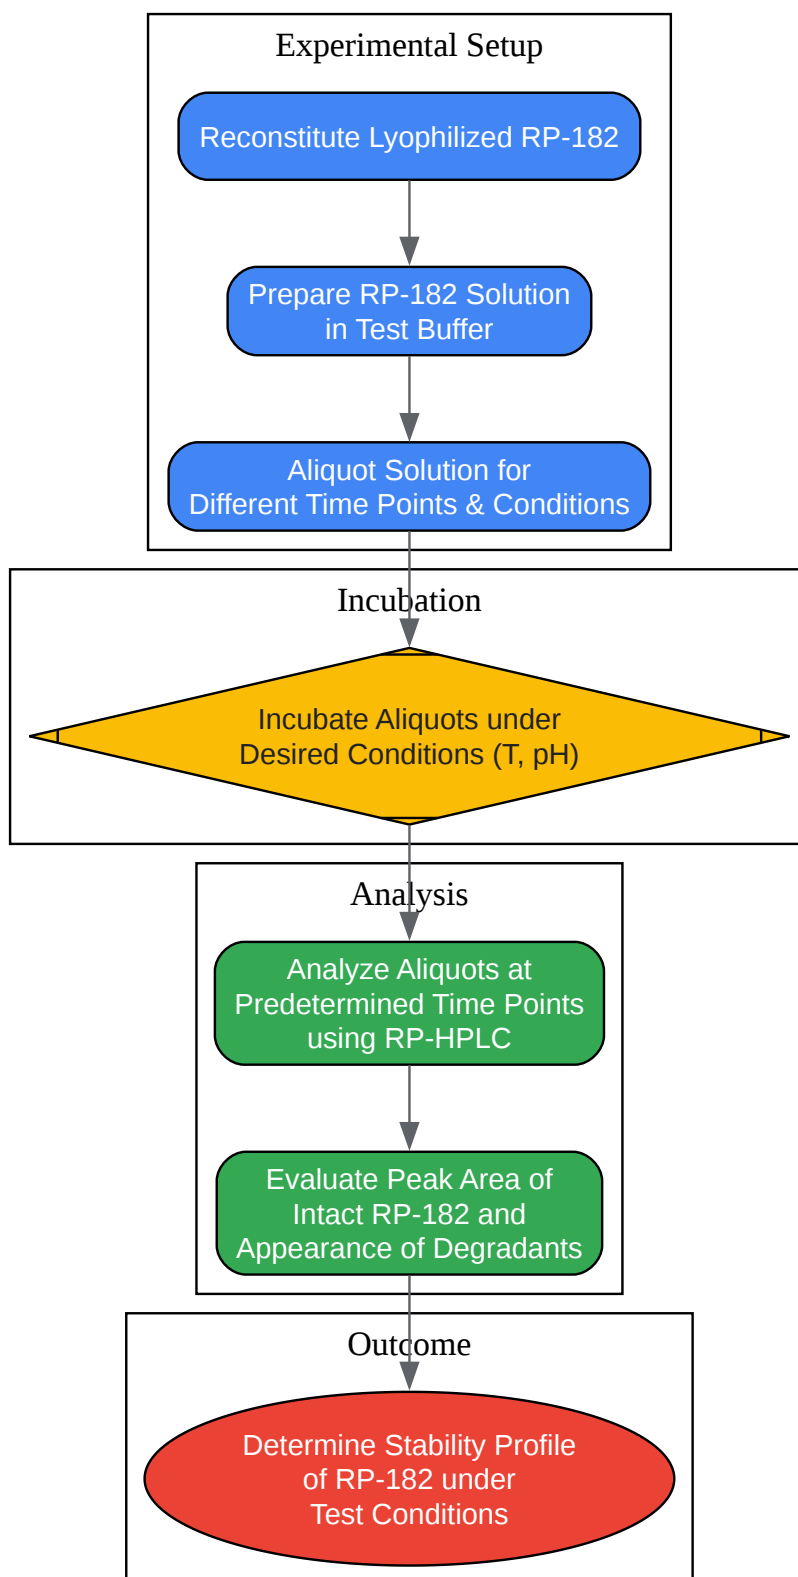 Experimental Setup
Reconstitute Lyophilized RP-182
Prepare RP-182 Solution
in Test Buffer
Aliquot Solution for
Different Time Points & Conditions
Incubation
Incubate Aliquots under
Desired Conditions (T, pH)
Analysis
Analyze Aliquots at
Predetermined Time Points
using RP-HPLC
Evaluate Peak Area of
Intact RP-182 and
Appearance of Degradants
Outcome
Determine Stability Profile
of RP-182 under
Test Conditions